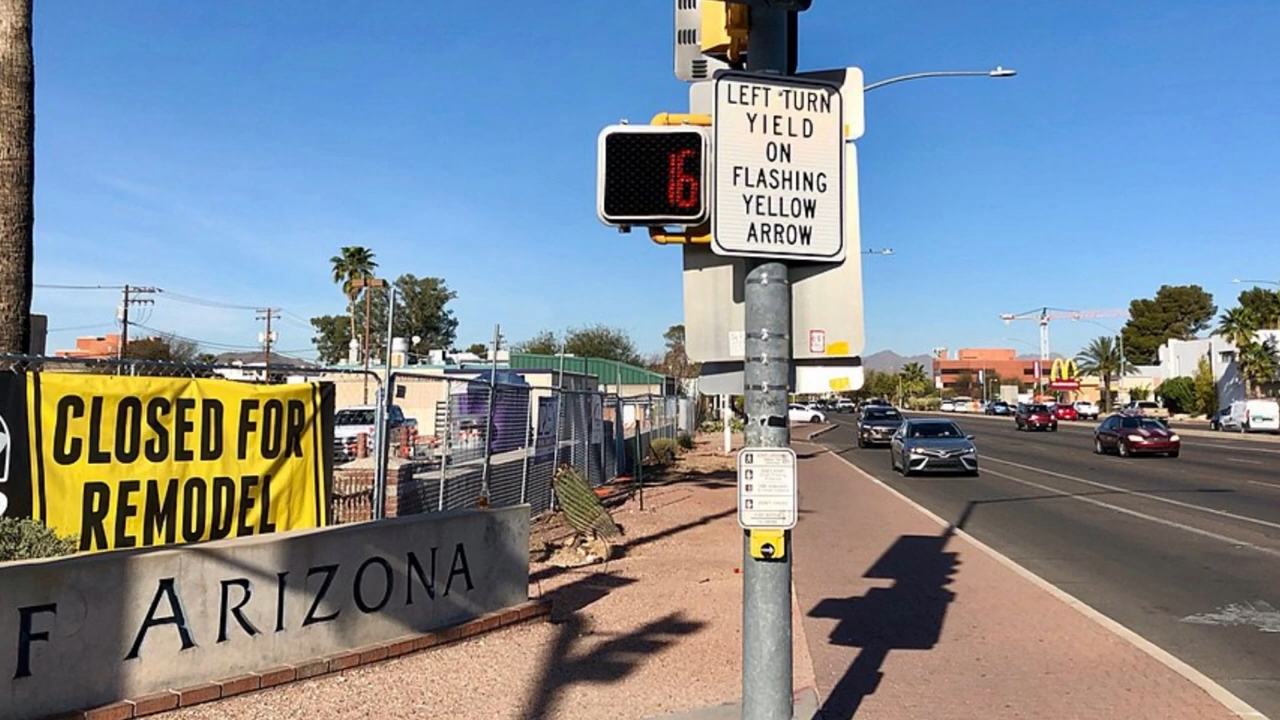 LEFT TURN
YIELD
ON
FLASHING
YELLOW
ARROW
16
CLOSED FOR
REMODEL
F ARIZONA